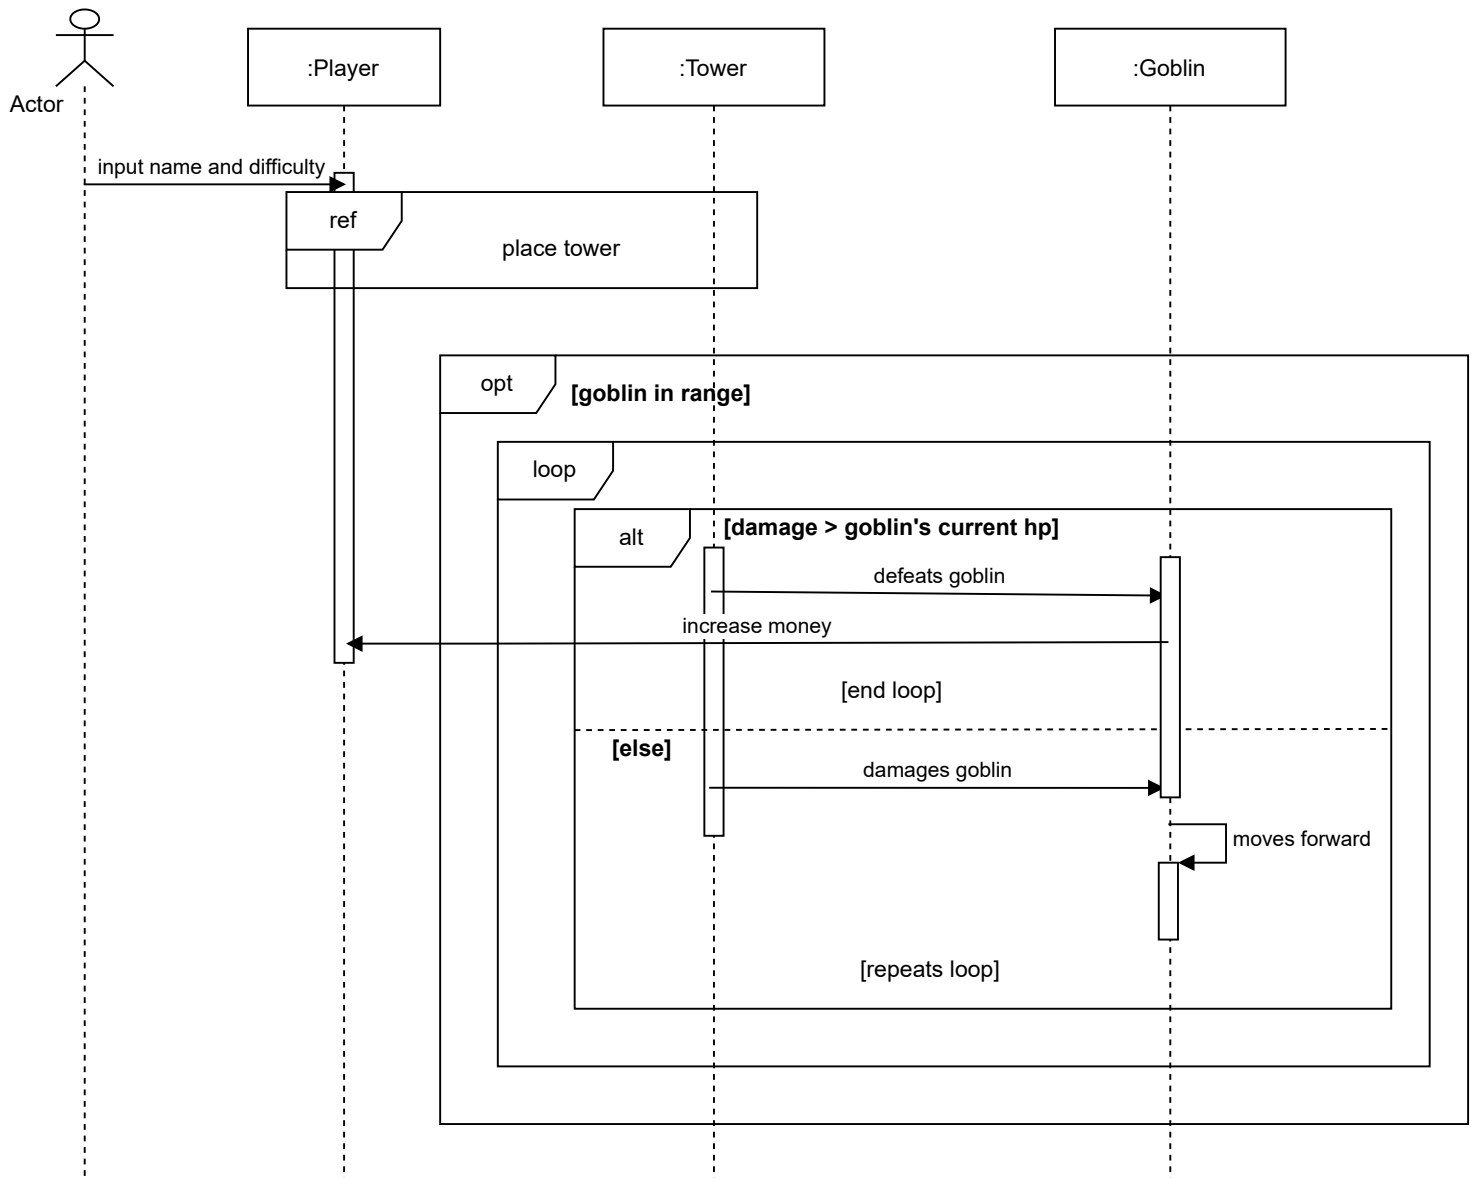 Actor
:Player
:Tower
:Goblin
input name and difficulty
ref
place tower
opt
[goblin in range]
loop
alt
[damage > goblin's current hp]
defeats goblin
increase money
[end loop]
[else]
damages goblin
moves forward
[repeats loop]